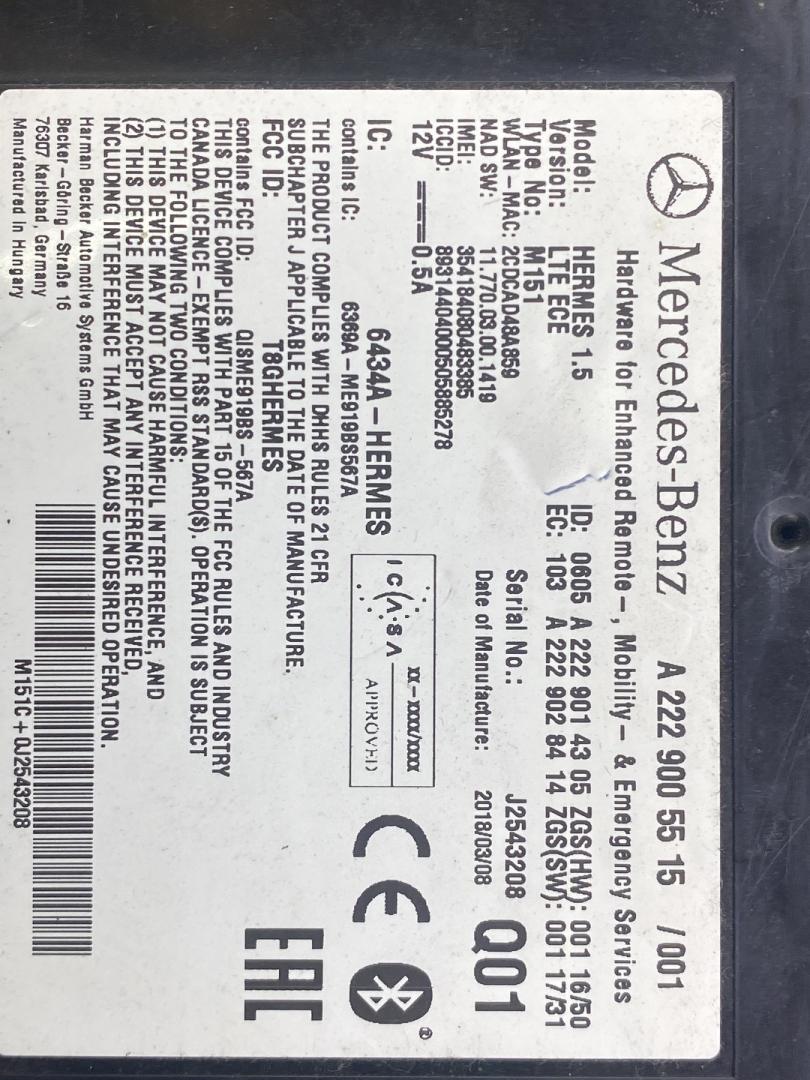 Mercedes-Benz A 222 900 55 15 /001
Hardware for Enhanced Remote-, Mobility- & Emergency Services
Model: HERMES 1.5 ID: 0605 A 222 901 43 05 ZGS(HW): 001 16/50
Version: LTE ECE EC: 103 A 222 902 84 14 ZGS(SW): 001 17/31
Type No: M151 Serial No.: J2543208 Q01
WLAN-MAC: 2CDCAD48A859 Date of Manufacture: 2018/03/08
NAD SW: 11.770.03.00.1419
IMEI: 354184080483385
ICCID: 89314404000505885278
12V 0.5A
ICASA XX-XXXX/XXXX
APPROVED
CE
IC: 6434A-HERMES
contains IC: 6369A-ME919BS567A
THE PRODUCT COMPLIES WITH DHHS RULES 21 CFR
SUBCHAPTER J APPLICABLE TO THE DATE OF MANUFACTURE.
FCC ID: T8GHERMES
contains FCC ID: QISME919BS-567A
EAC
THIS DEVICE COMPLIES WITH PART 15 OF THE FCC RULES AND INDUSTRY
CANADA LICENCE-EXEMPT RSS STANDARD(S). OPERATION IS SUBJECT
TO THE FOLLOWING TWO CONDITIONS:
(1) THIS DEVICE MAY NOT CAUSE HARMFUL INTERFERENCE, AND
(2) THIS DEVICE MUST ACCEPT ANY INTERFERENCE RECEIVED,
INCLUDING INTERFERENCE THAT MAY CAUSE UNDESIRED OPERATION.
Harman Becker Automotive Systems GmbH
Becker-Göring-Straße 16
76307 Karlsbad, Germany
Manufactured in Hungary
M151C+0J2543208